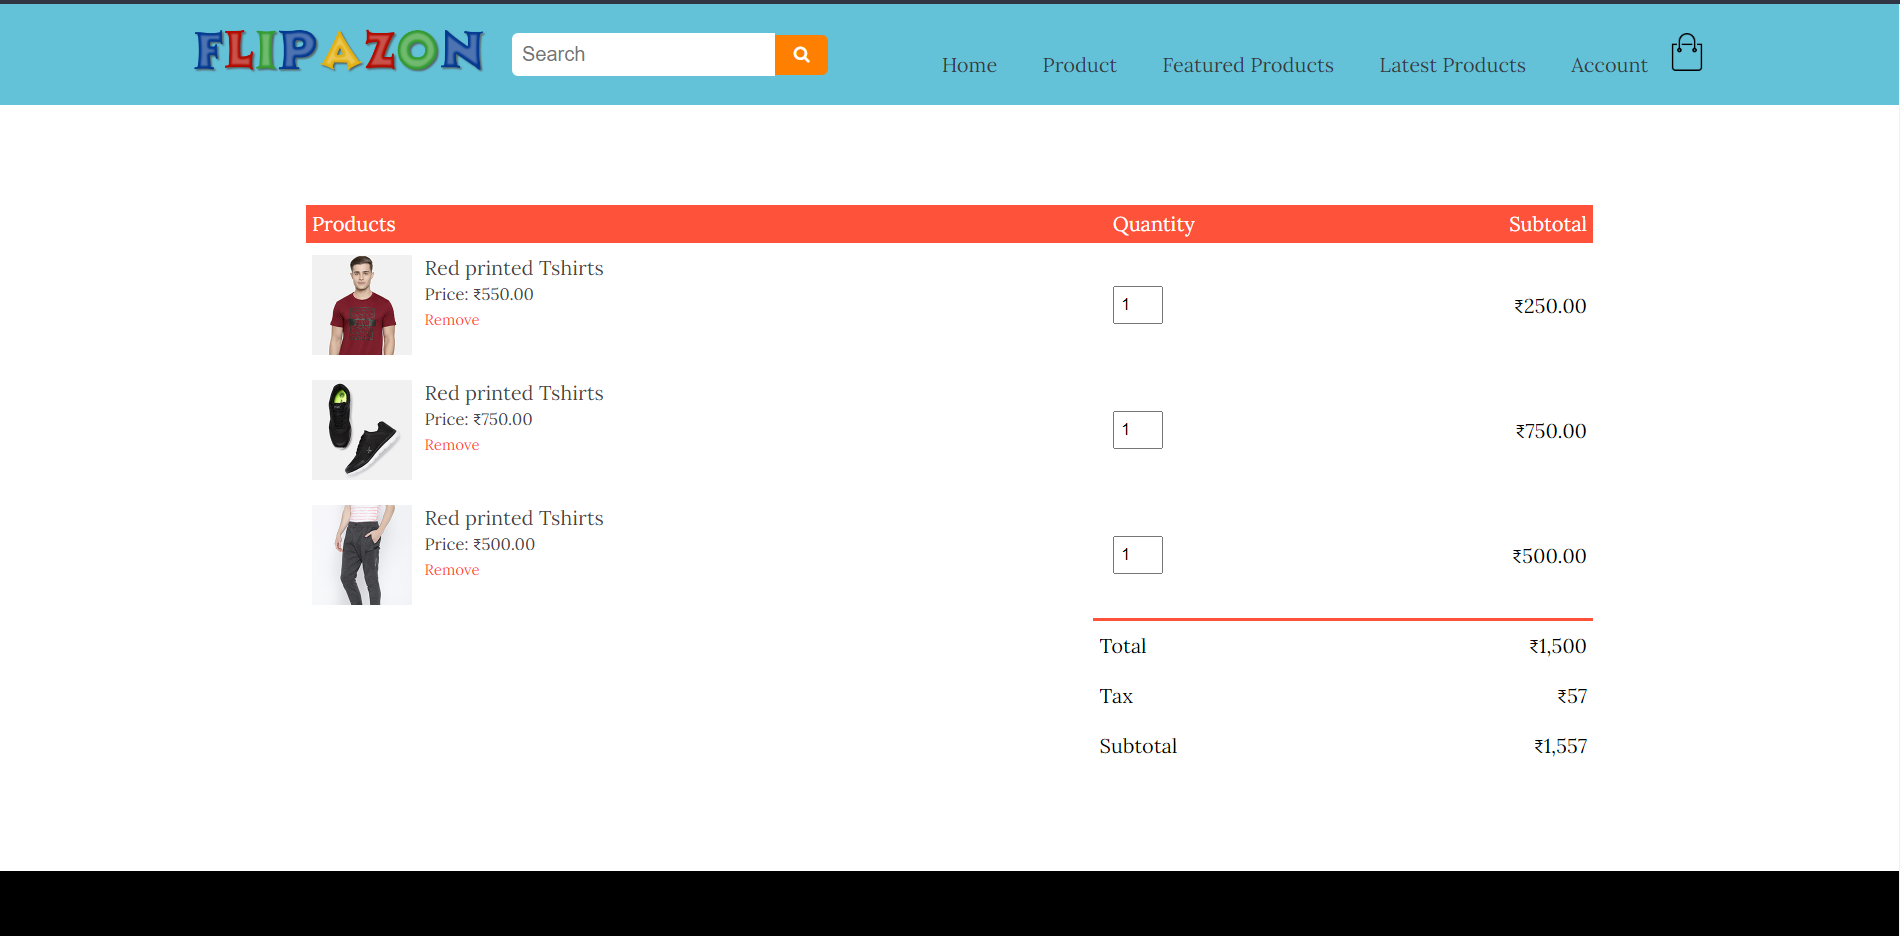 FLIPAZON
Search
Home Product Featured Products Latest Products Account
Products Quantity Subtotal
Red printed Tshirts
Price: ₹550.00
Remove
1
₹250.00
Red printed Tshirts
Price: ₹750.00
Remove
1
₹750.00
Red printed Tshirts
Price: ₹500.00
Remove
1
₹500.00
Total ₹1,500
Tax ₹57
Subtotal ₹1,557